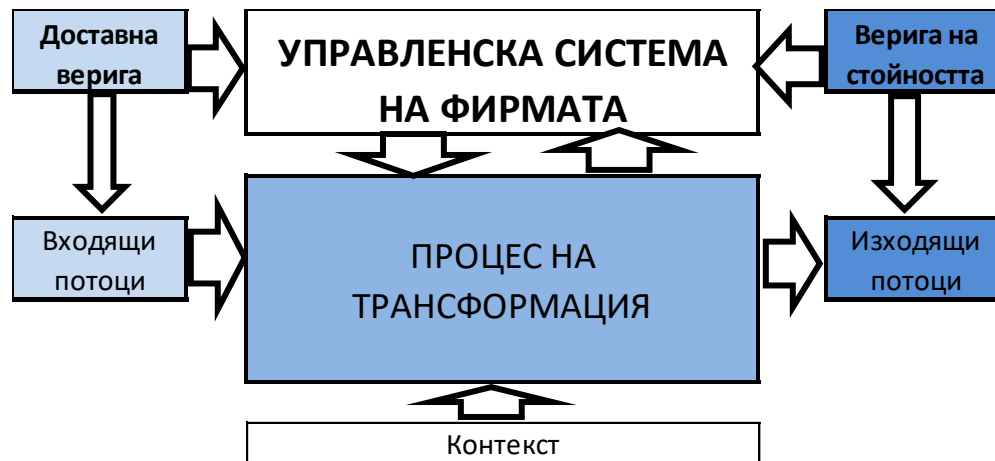 Доставна
верига
УПРАВЛЕНСКА СИСТЕМА
НА ФИРМАТА
Верига на
стойността
Входящи
потоци
ПРОЦЕС НА
ТРАНСФОРМАЦИЯ
Изходящи
потоци
Контекст